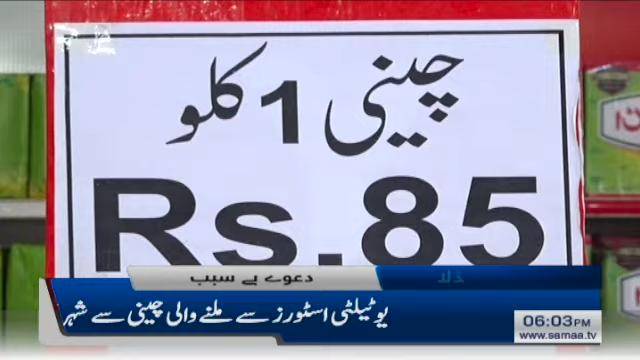 چینی 1 کلو
Rs.85
دعوے بے سبب
یوٹیلٹی اسٹورز سے ملنے والی چینی سے شہر
06:03PM
www.samaa.tv